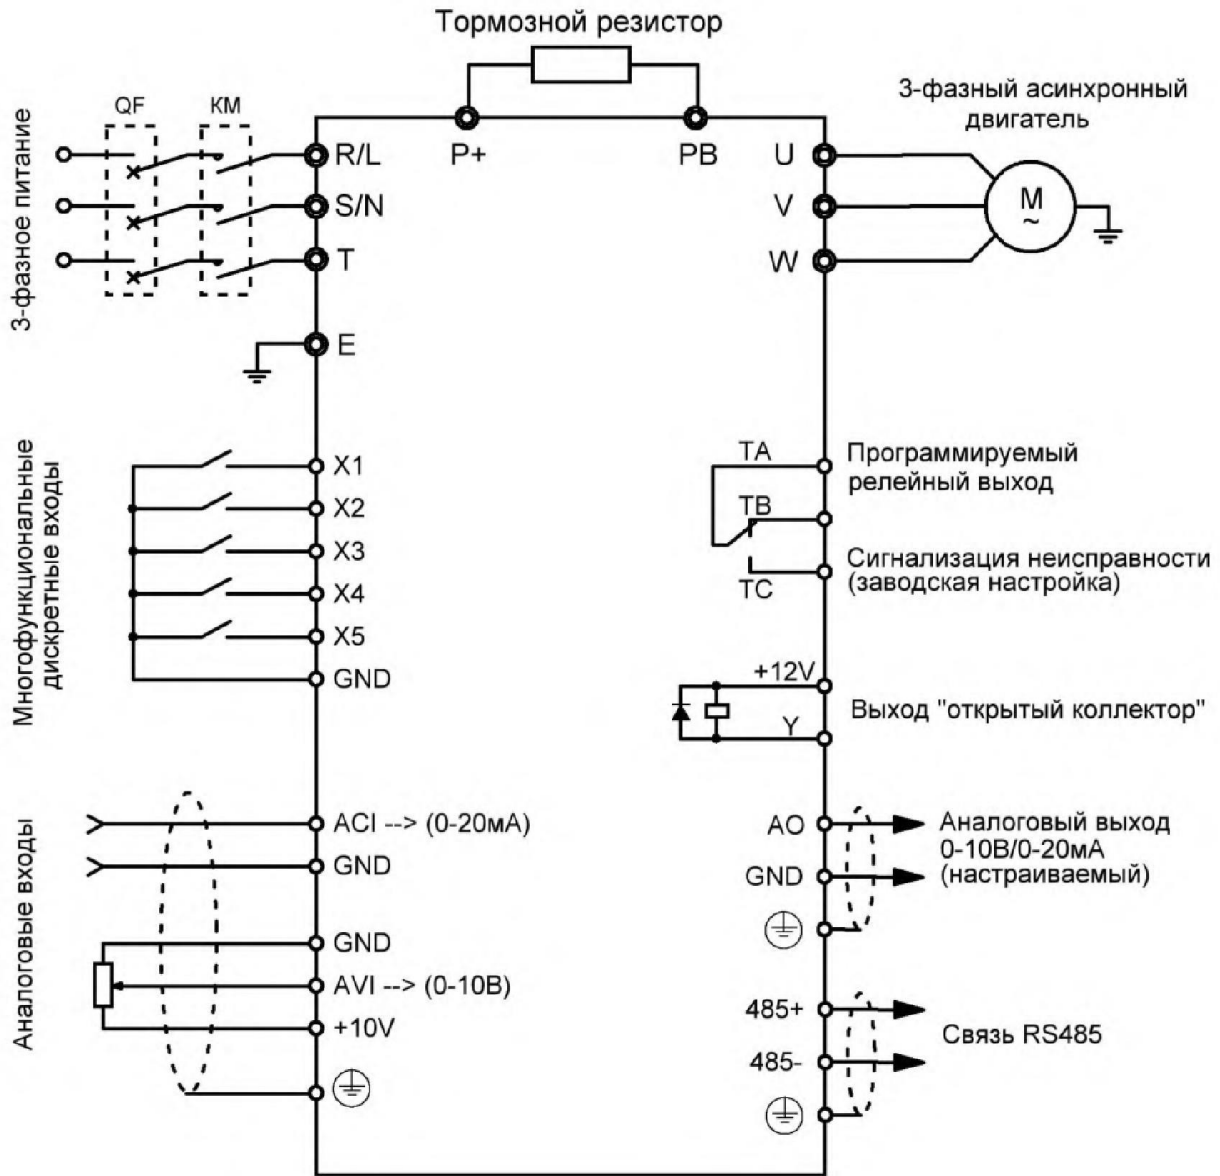 Тормозной резистор
QF
KM
3-фазное питание
R/L
S/N
T
E
P+
PB
3-фазный асинхронный
двигатель
U
V
W
M
~
Многофункциональные
дискретные входы
X1
X2
X3
X4
X5
GND
TA
TB
TC
Программируемый
релейный выход
Сигнализация неисправности
(заводская настройка)
+12V
Y
Выход "открытый коллектор"
Аналоговые входы
ACI --> (0-20мА)
GND
GND
AVI --> (0-10В)
+10V
AO
GND
Аналоговый выход
0-10В/0-20мА
(настраиваемый)
485+
485-
Связь RS485